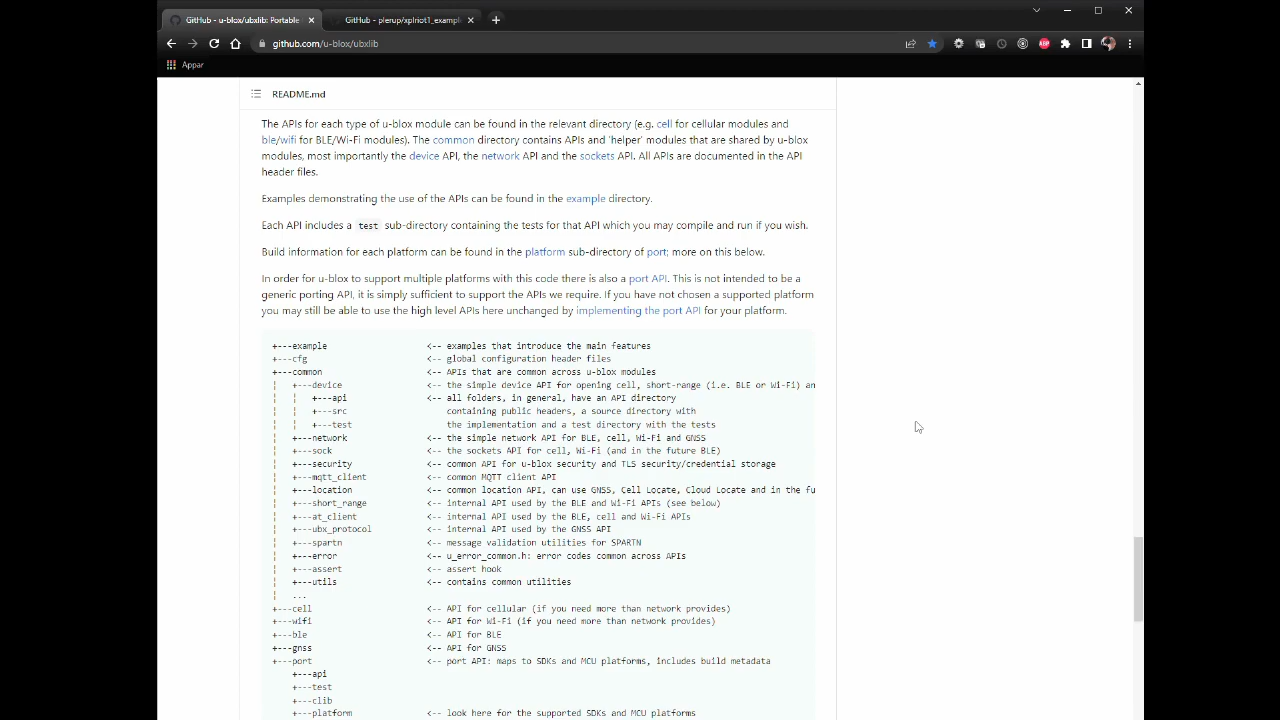 GitHub - u-blox/ubxlib: Portable
GitHub - plerup/xplriot1_exampl
github.com/u-blox/ubxlib
ABP
Appar
README.md
The APIs for each type of u-blox module can be found in the relevant directory (e.g. cell for cellular modules and
ble/wifi for BLE/Wi-Fi modules). The common directory contains APIs and 'helper' modules that are shared by u-blox
modules, most importantly the device API, the network API and the sockets API. All APIs are documented in the API
header files.
Examples demonstrating the use of the APIs can be found in the example directory.
Each API includes a test sub-directory containing the tests for that API which you may compile and run if you wish.
Build information for each platform can be found in the platform sub-directory of port; more on this below.
In order for u-blox to support multiple platforms with this code there is also a port API. This is not intended to be a
generic porting API, it is simply sufficient to support the APIs we require. If you have not chosen a supported platform
you may still be able to use the high level APIs here unchanged by implementing the port API for your platform.
+---example <-- examples that introduce the main features
+---cfg <-- global configuration header files
+---common <-- APIs that are common across u-blox modules
| +---device <-- the simple device API for opening cell, short-range (i.e. BLE or Wi-Fi) an
| | +---api <-- all folders, in general, have an API directory
| | +---src containing public headers, a source directory with
| | +---test the implementation and a test directory with the tests
| +---network <-- the simple network API for BLE, cell, Wi-Fi and GNSS
| +---sock <-- the sockets API for cell, Wi-Fi (and in the future BLE)
| +---security <-- common API for u-blox security and TLS security/credential storage
| +---mqtt_client <-- common MQTT client API
| +---location <-- common location API, can use GNSS, Cell Locate, Cloud Locate and in the fu
| +---short_range <-- internal API used by the BLE and Wi-Fi APIs (see below)
| +---at_client <-- internal API used by the BLE, cell and Wi-Fi APIs
| +---ubx_protocol <-- internal API used by the GNSS API
| +---spartn <-- message validation utilities for SPARTN
| +---error <-- u_error_common.h: error codes common across APIs
| +---assert <-- assert hook
| +---utils <-- contains common utilities
| ...
+---cell <-- API for cellular (if you need more than network provides)
+---wifi <-- API for Wi-Fi (if you need more than network provides)
+---ble <-- API for BLE
+---gnss <-- API for GNSS
+---port <-- port API: maps to SDKs and MCU platforms, includes build metadata
+---api
+---test
+---clib
+---platform <-- look here for the supported SDKs and MCU platforms